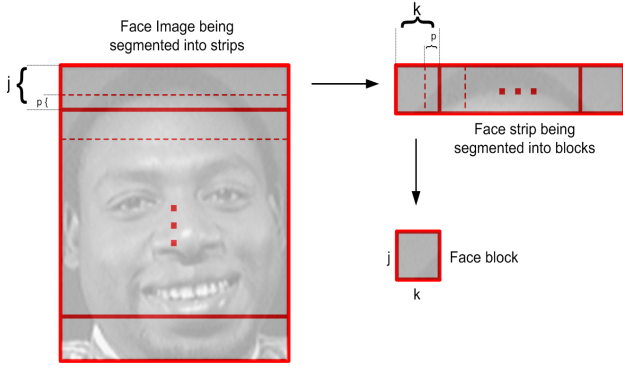 Face Image being
segmented into strips
j {
p {
k
{
p
{
Face strip being
segmented into blocks
j
Face block
k